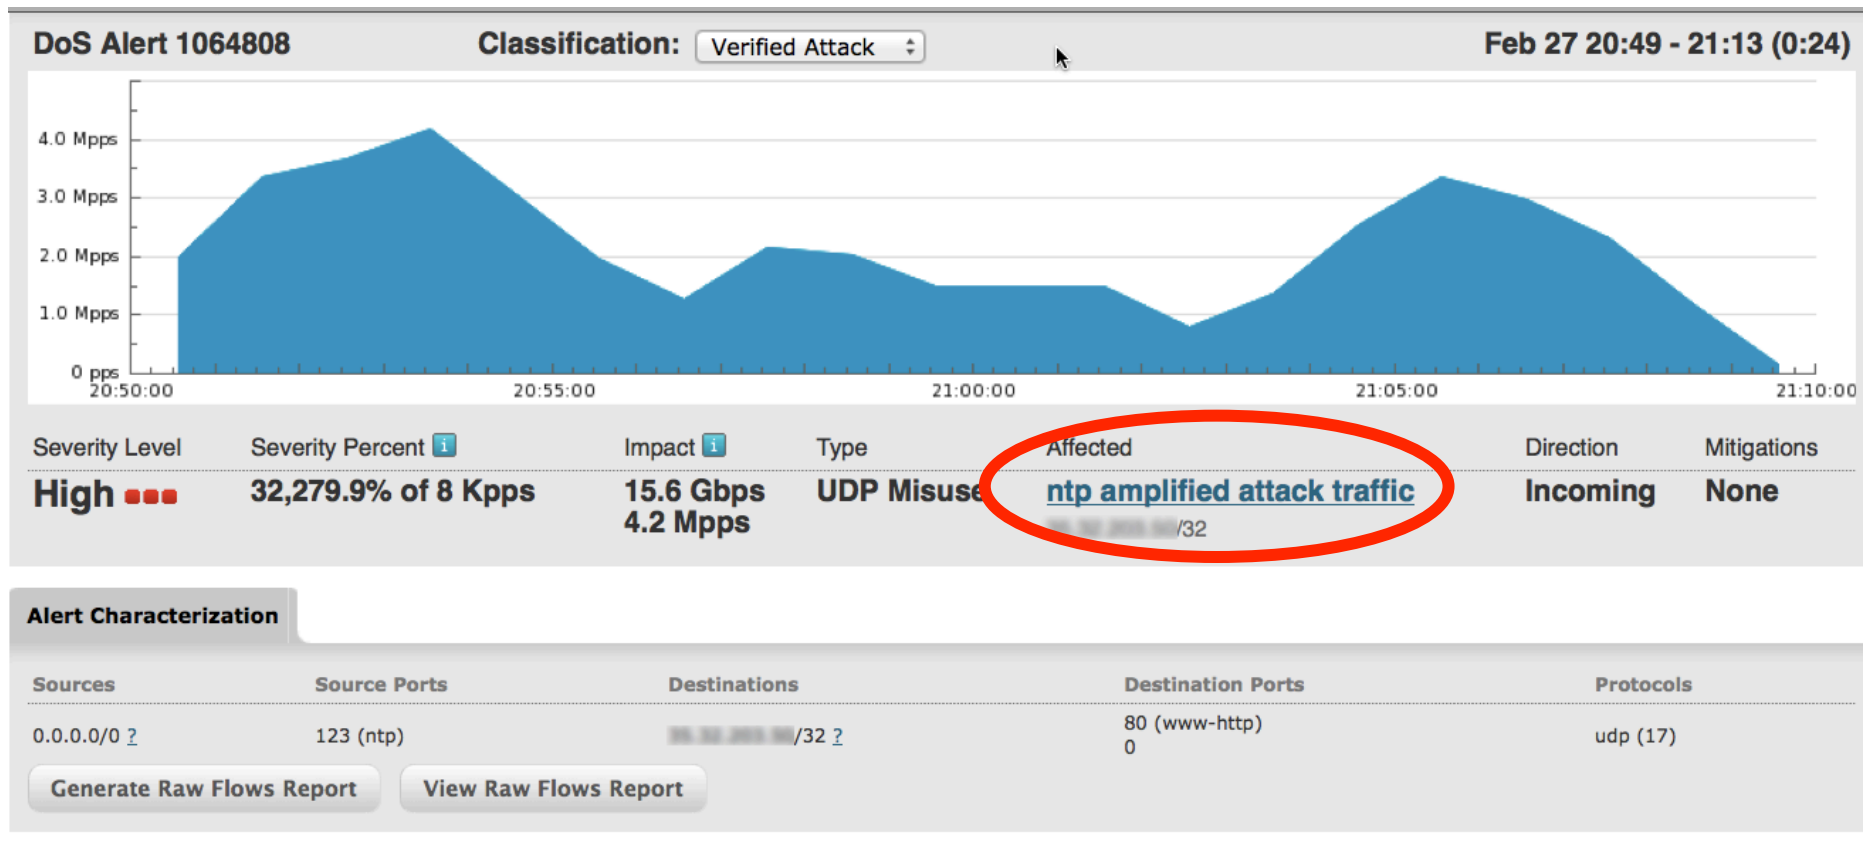 DoS Alert 1064808 Classification: Verified Attack Feb 27 20:49 - 21:13 (0:24)
4.0 Mpps
3.0 Mpps
2.0 Mpps
1.0 Mpps
0 pps
20:50:00 20:55:00 21:00:00 21:05:00 21:10:00
Severity Level Severity Percent i Impact i Type Affected Direction Mitigations
High 32,279.9% of 8 Kpps 15.6 Gbps UDP Misuse ntp amplified attack traffic Incoming None
4.2 Mpps /32
Alert Characterization
Sources Source Ports Destinations Destination Ports Protocols
0.0.0.0/0 ? 123 (ntp) /32 ? 80 (www-http) udp (17)
0
Generate Raw Flows Report View Raw Flows Report